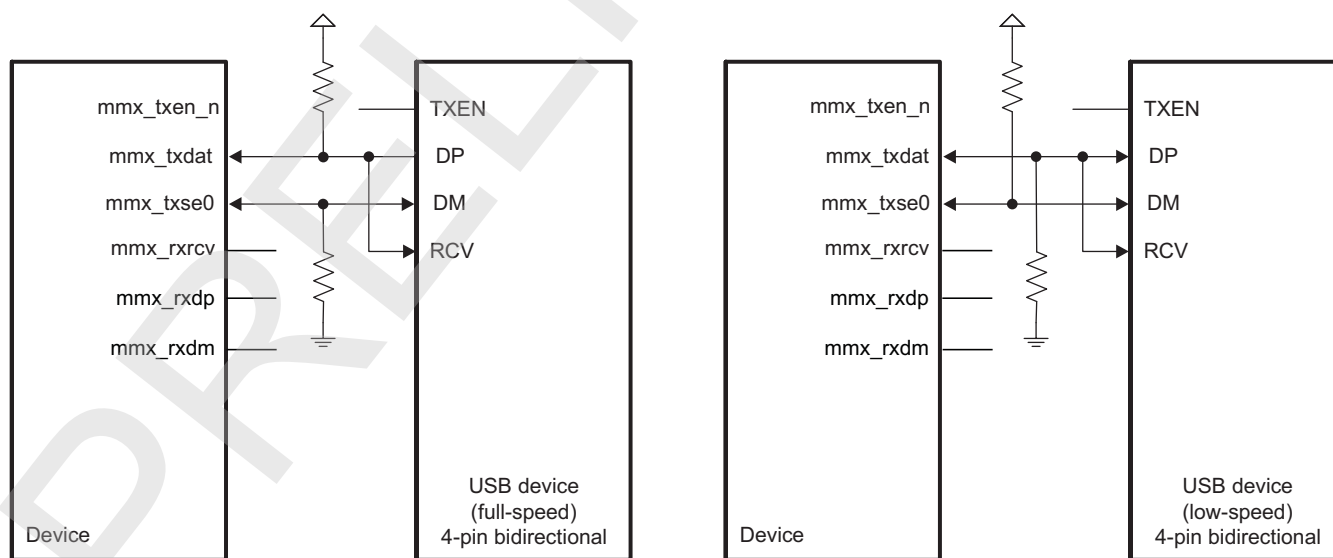 mmx_txen_n
mmx_txdat
mmx_txse0
mmx_rxrcv
mmx_rxdp
mmx_rxdm
Device
TXEN
DP
DM
RCV
USB device
(full-speed)
4-pin bidirectional
mmx_txen_n
mmx_txdat
mmx_txse0
mmx_rxrcv
mmx_rxdp
mmx_rxdm
Device
TXEN
DP
DM
RCV
USB device
(low-speed)
4-pin bidirectional
PREL